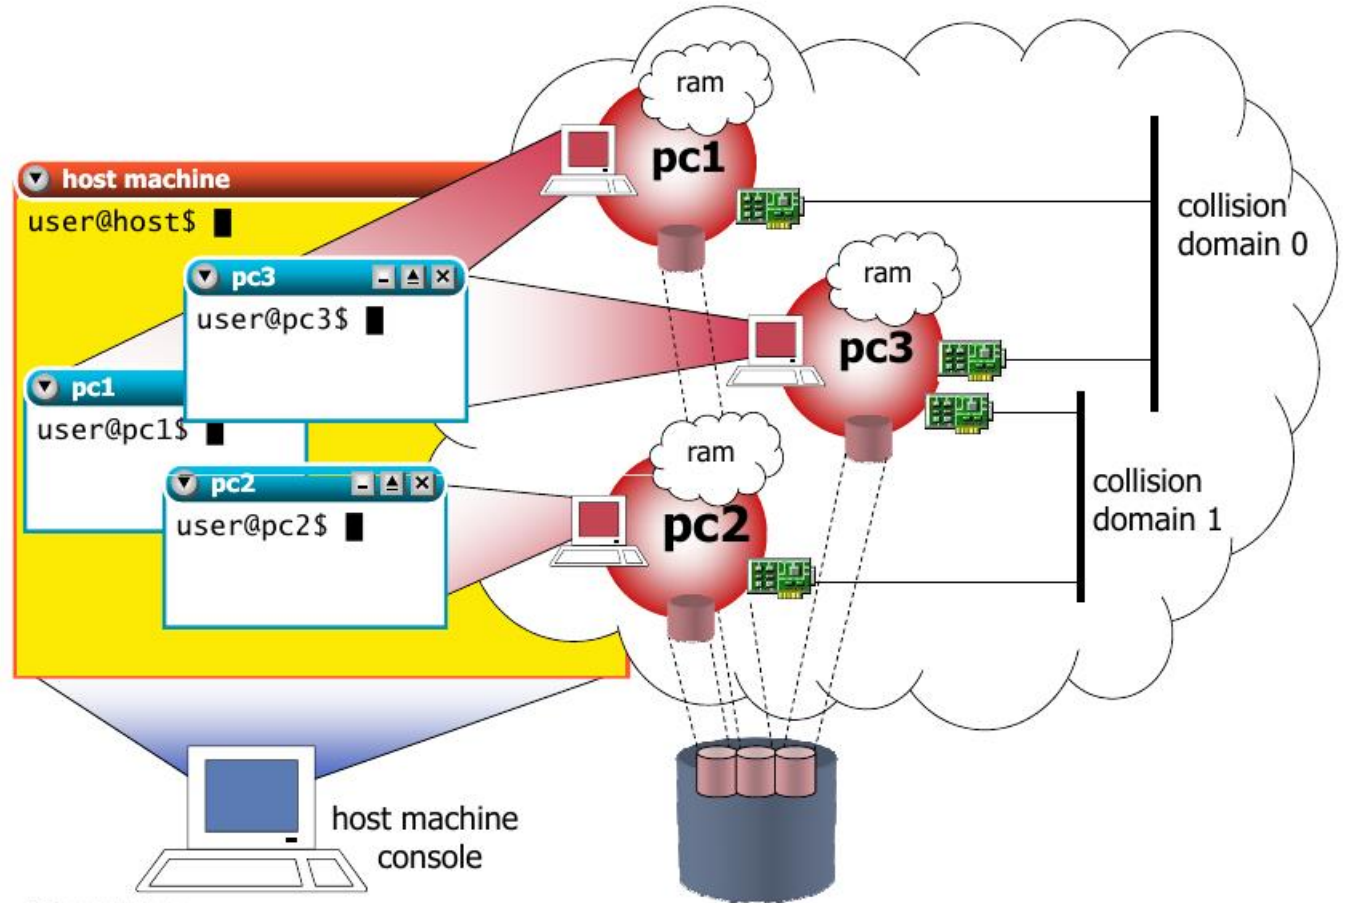 ram
pc1
host machine
user@host$
collision
domain 0
pc3
user@pc3$
ram
pc3
pc1
user@pc1$
ram
pc2
pc2
user@pc2$
collision
domain 1
host machine
console